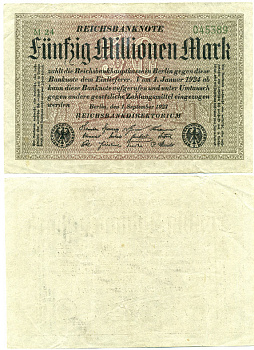 REICHSBANKNOTE
M 24
045383
Fünfzig Millionen Mark
zahlt die Reichsbankhauptkasse in Berlin gegen diese
Banknote dem Einlieferer. Vom 1. Januar 1924 ab
kann diese Banknote aufgerufen und unter Umtausch
gegen andere gesetzliche Zahlungsmittel eingezogen
werden
Berlin, den 1. September 1923
REICHSBANKDIREKTORIUM